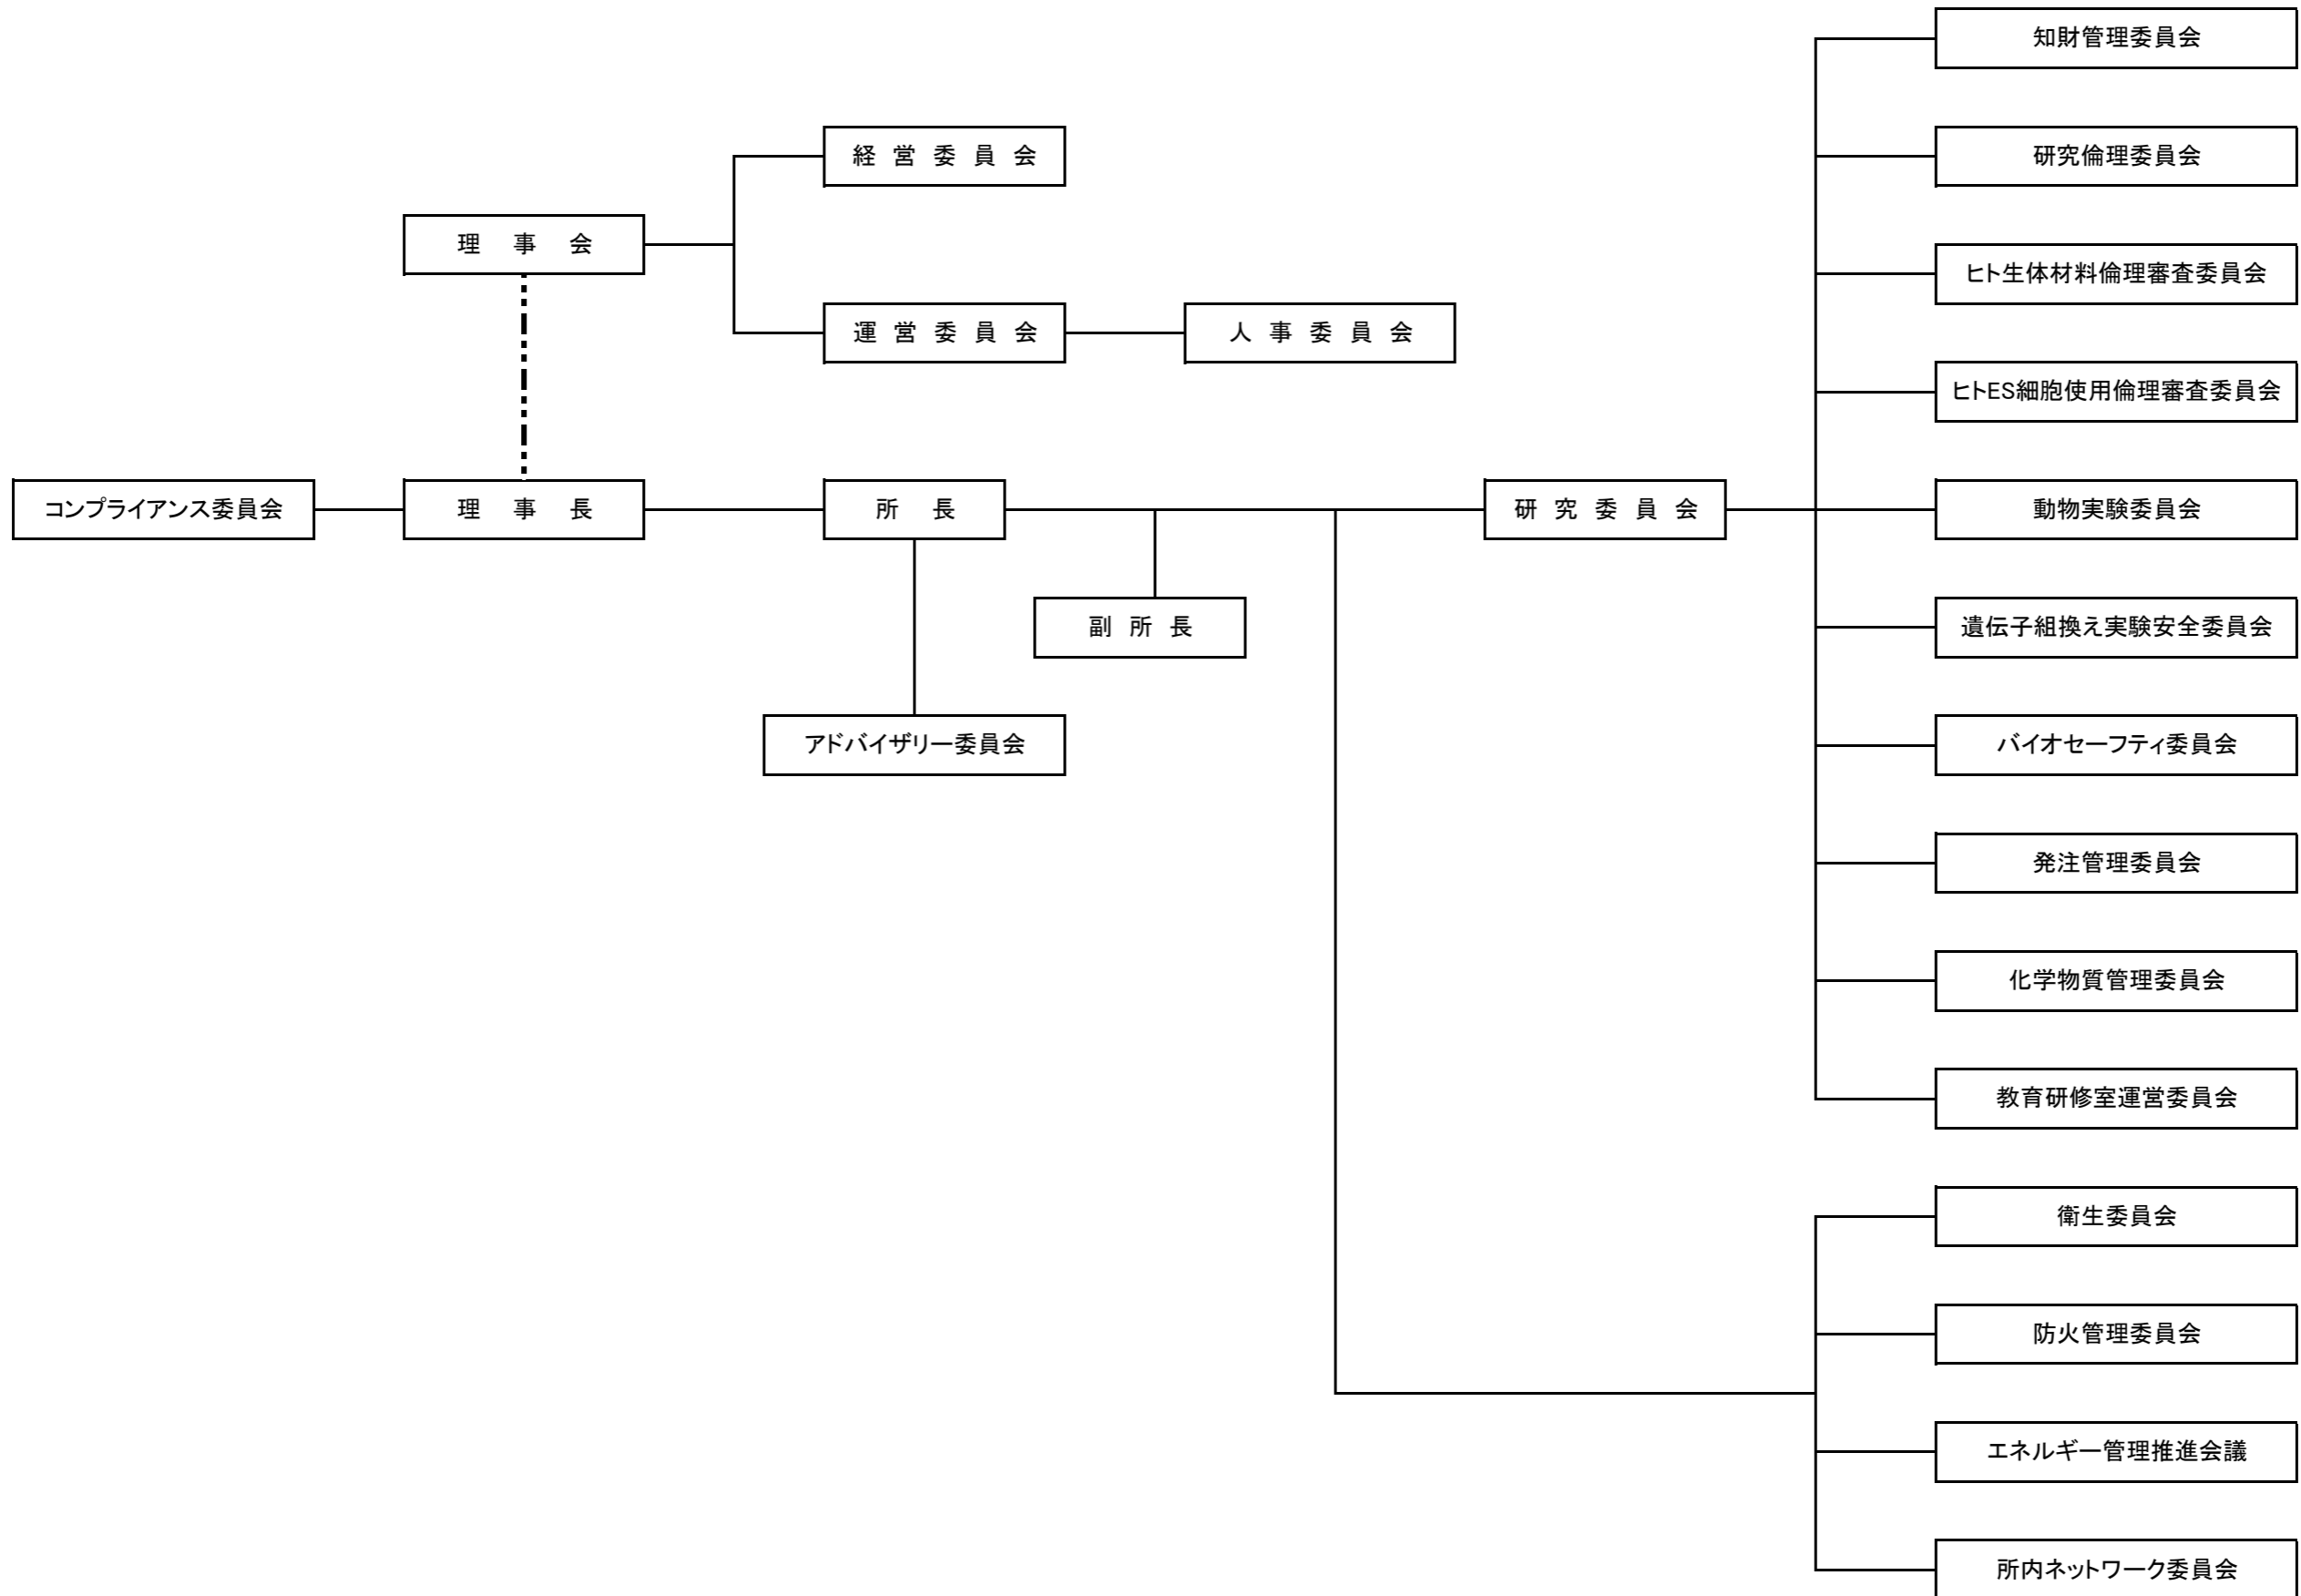 知財管理委員会
経営委員会
研究倫理委員会
理事会
ヒト生体材料倫理審査委員会
運営委員会
人事委員会
ヒトES細胞使用倫理審査委員会
コンプライアンス委員会
理事長
所長
研究委員会
動物実験委員会
副所長
遺伝子組換え実験安全委員会
アドバイザリー委員会
バイオセーフティ委員会
発注管理委員会
化学物質管理委員会
教育研修室運営委員会
衛生委員会
防火管理委員会
エネルギー管理推進会議
所内ネットワーク委員会